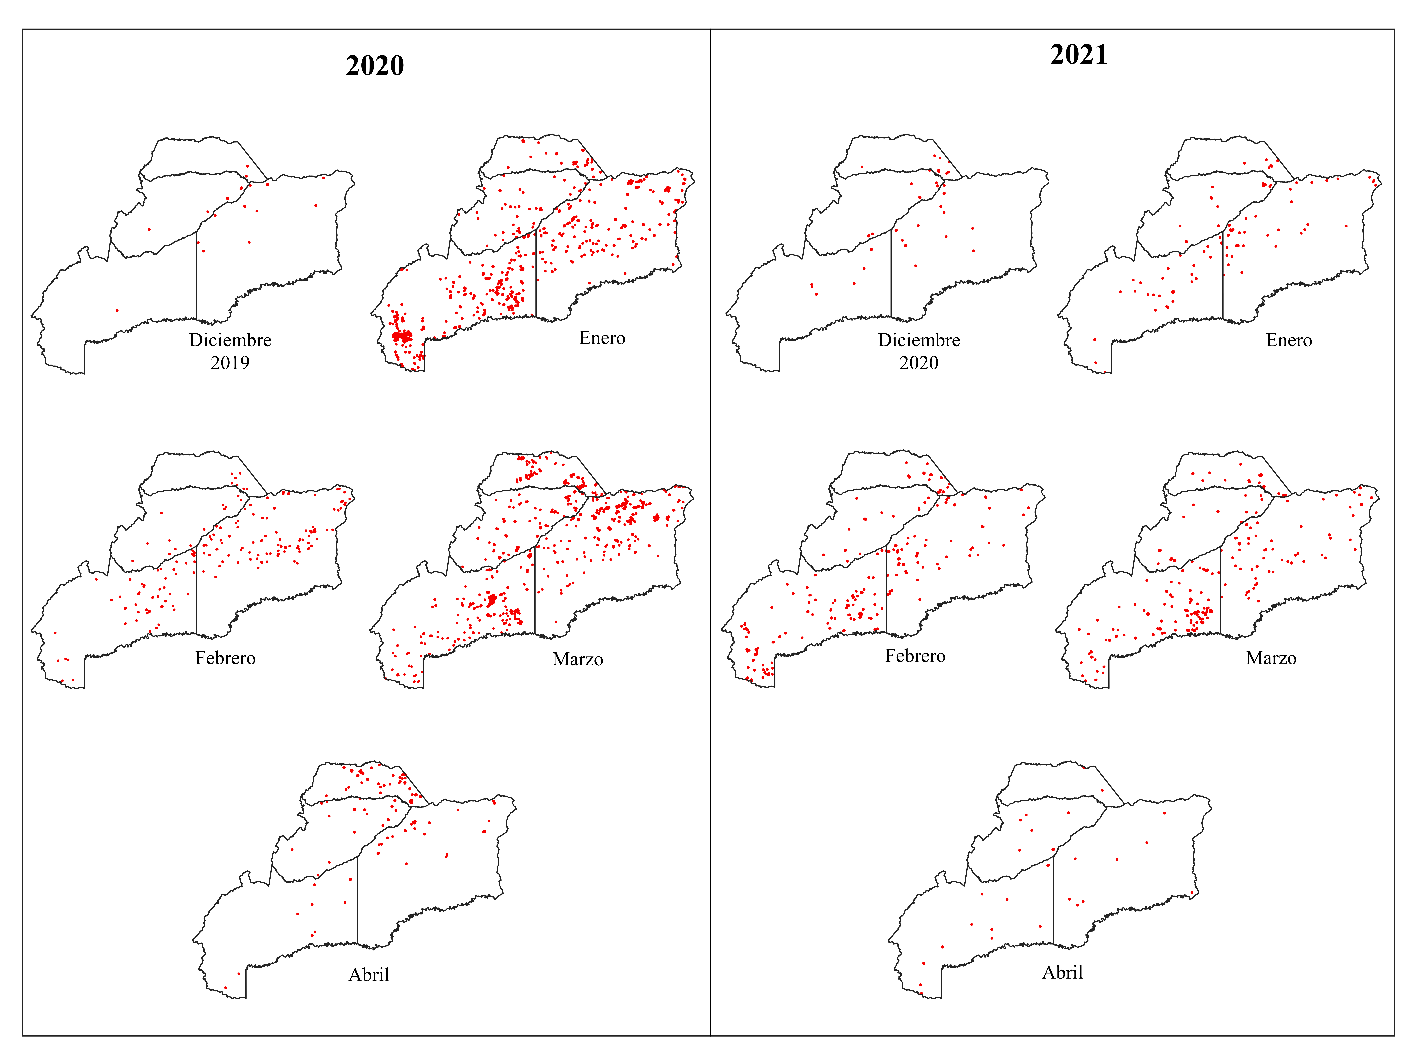 2020
Diciembre
2019
Enero
Febrero
Marzo
Abril
2021
Diciembre
2020
Enero
Febrero
Marzo
Abril